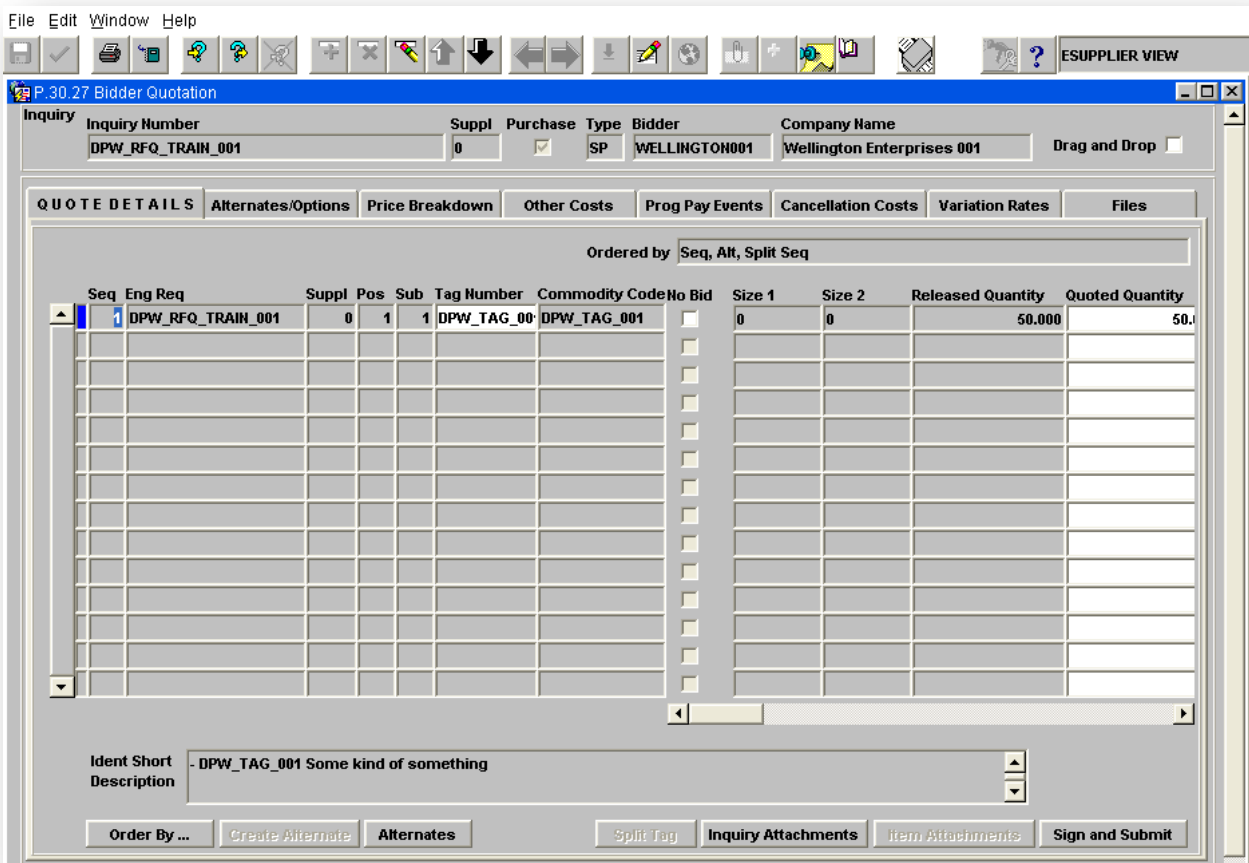 File Edit Window Help
ESUPPLIER VIEW
P.30.27 Bidder Quotation
Inquiry
Inquiry Number Suppl Purchase Type Bidder Company Name
DPW_RFQ_TRAIN_001 0 SP WELLINGTON001 Wellington Enterprises 001 Drag and Drop
QUOTE DETAILS Alternates/Options Price Breakdown Other Costs Prog Pay Events Cancellation Costs Variation Rates Files
Ordered by Seq, Alt, Split Seq
Seq Eng Req Suppl Pos Sub Tag Number Commodity Code No Bid Size 1 Size 2 Released Quantity Quoted Quantity
1 DPW_RFQ_TRAIN_001 0 1 1 DPW_TAG_00 DPW_TAG_001 0 0 50.000 50.
Ident Short Description
- DPW_TAG_001 Some kind of something
Order By ... Create Alternate Alternates Split Tag Inquiry Attachments Item Attachments Sign and Submit